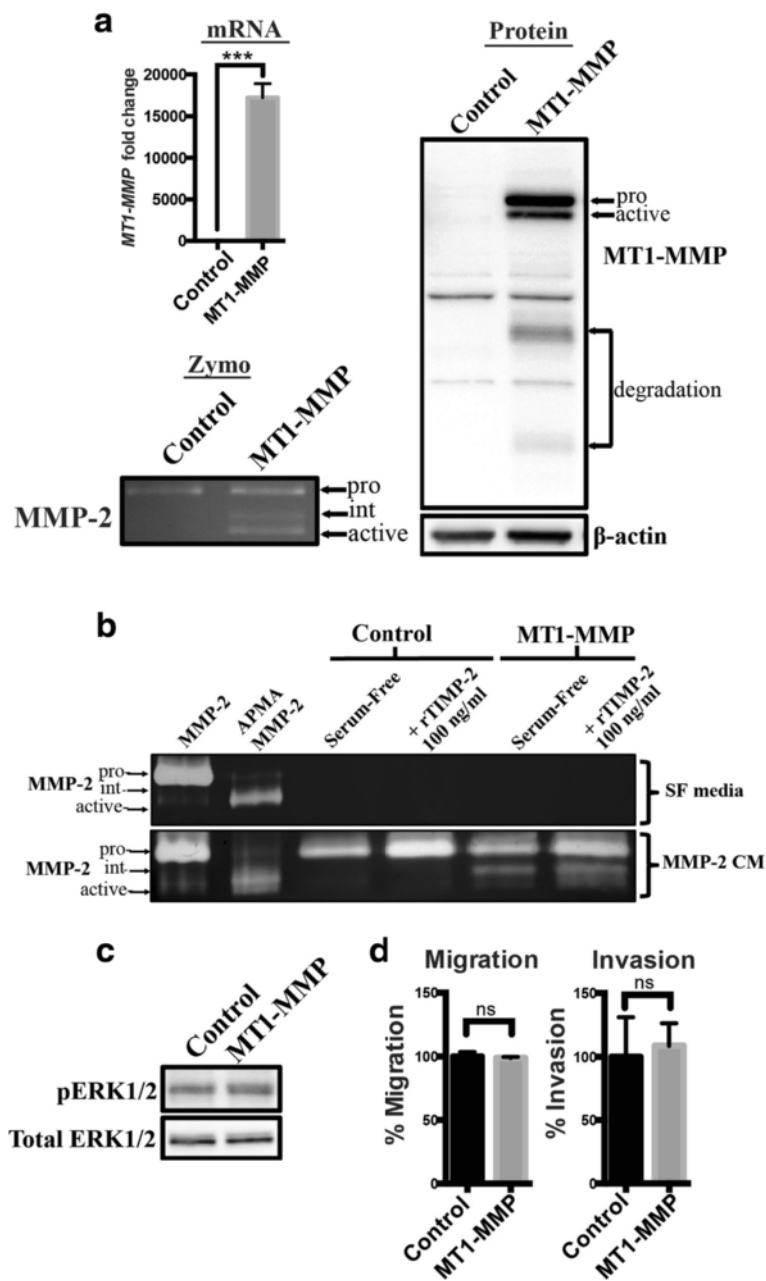 a
mRNA
***
MT1-MMP fold change
20000
15000
10000
5000
0
Control
MT1-MMP
Protein
Control
MT1-MMP
pro
active
MT1-MMP
degradation
β-actin
Zymo
Control
MT1-MMP
MMP-2
pro
int
active
b
Control
MT1-MMP
MMP-2
APMA
MMP-2
Serum-Free
+ rTIMP-2
100 ng/ml
Serum-Free
+ rTIMP-2
100 ng/ml
MMP-2
pro
int
active
SF media
MMP-2
pro
int
active
MMP-2 CM
c
Control
MT1-MMP
pERK1/2
Total ERK1/2
d
Migration
ns
% Migration
150
100
50
0
Control
MT1-MMP
Invasion
ns
% Invasion
150
100
50
0
Control
MT1-MMP